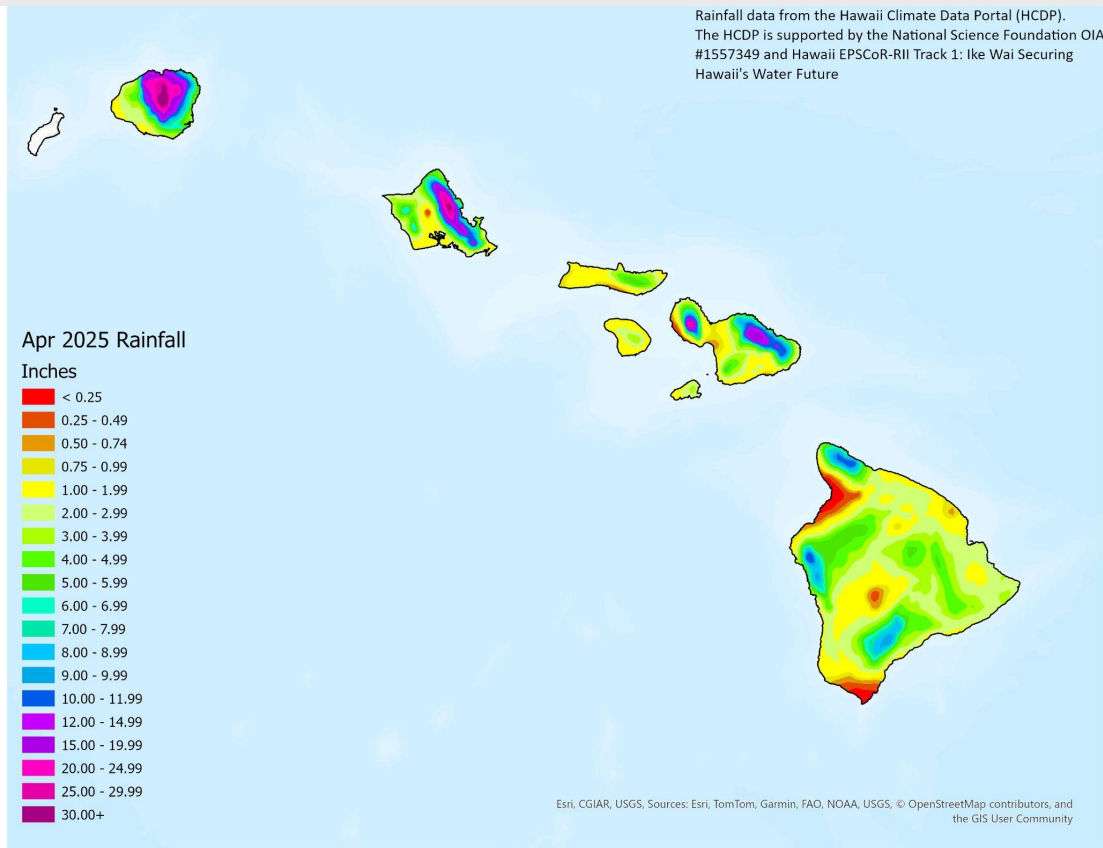 Rainfall data from the Hawaii Climate Data Portal (HCDP).
The HCDP is supported by the National Science Foundation OIA
#1557349 and Hawaii EPSCoR-RII Track 1: Ike Wai Securing
Hawaii's Water Future
Apr 2025 Rainfall
Inches
< 0.25
0.25 - 0.49
0.50 - 0.74
0.75 - 0.99
1.00 - 1.99
2.00 - 2.99
3.00 - 3.99
4.00 - 4.99
5.00 - 5.99
6.00 - 6.99
7.00 - 7.99
8.00 - 8.99
9.00 - 9.99
10.00 - 11.99
12.00 - 14.99
15.00 - 19.99
20.00 - 24.99
25.00 - 29.99
30.00+
Esri, CGIAR, USGS, Sources: Esri, TomTom, Garmin, FAO, NOAA, USGS, © OpenStreetMap contributors, and
the GIS User Community